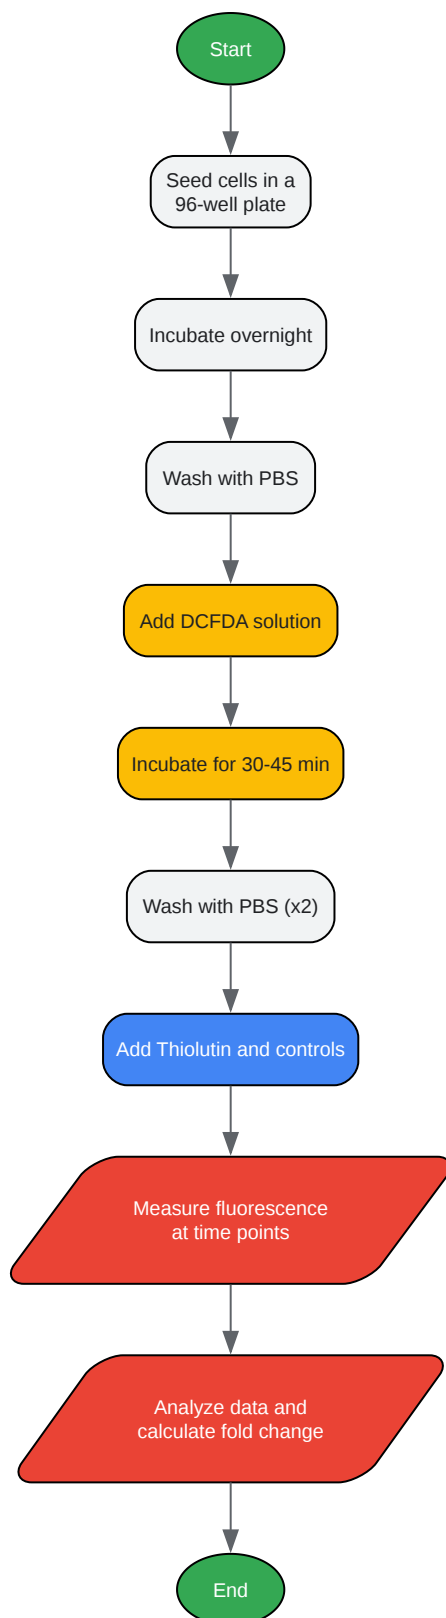 Start
Seed cells in a
96-well plate
Incubate overnight
Wash with PBS
Add DCFDA solution
Incubate for 30-45 min
Wash with PBS (x2)
Add Thiolutin and controls
Measure fluorescence
at time points
Analyze data and
calculate fold change
End